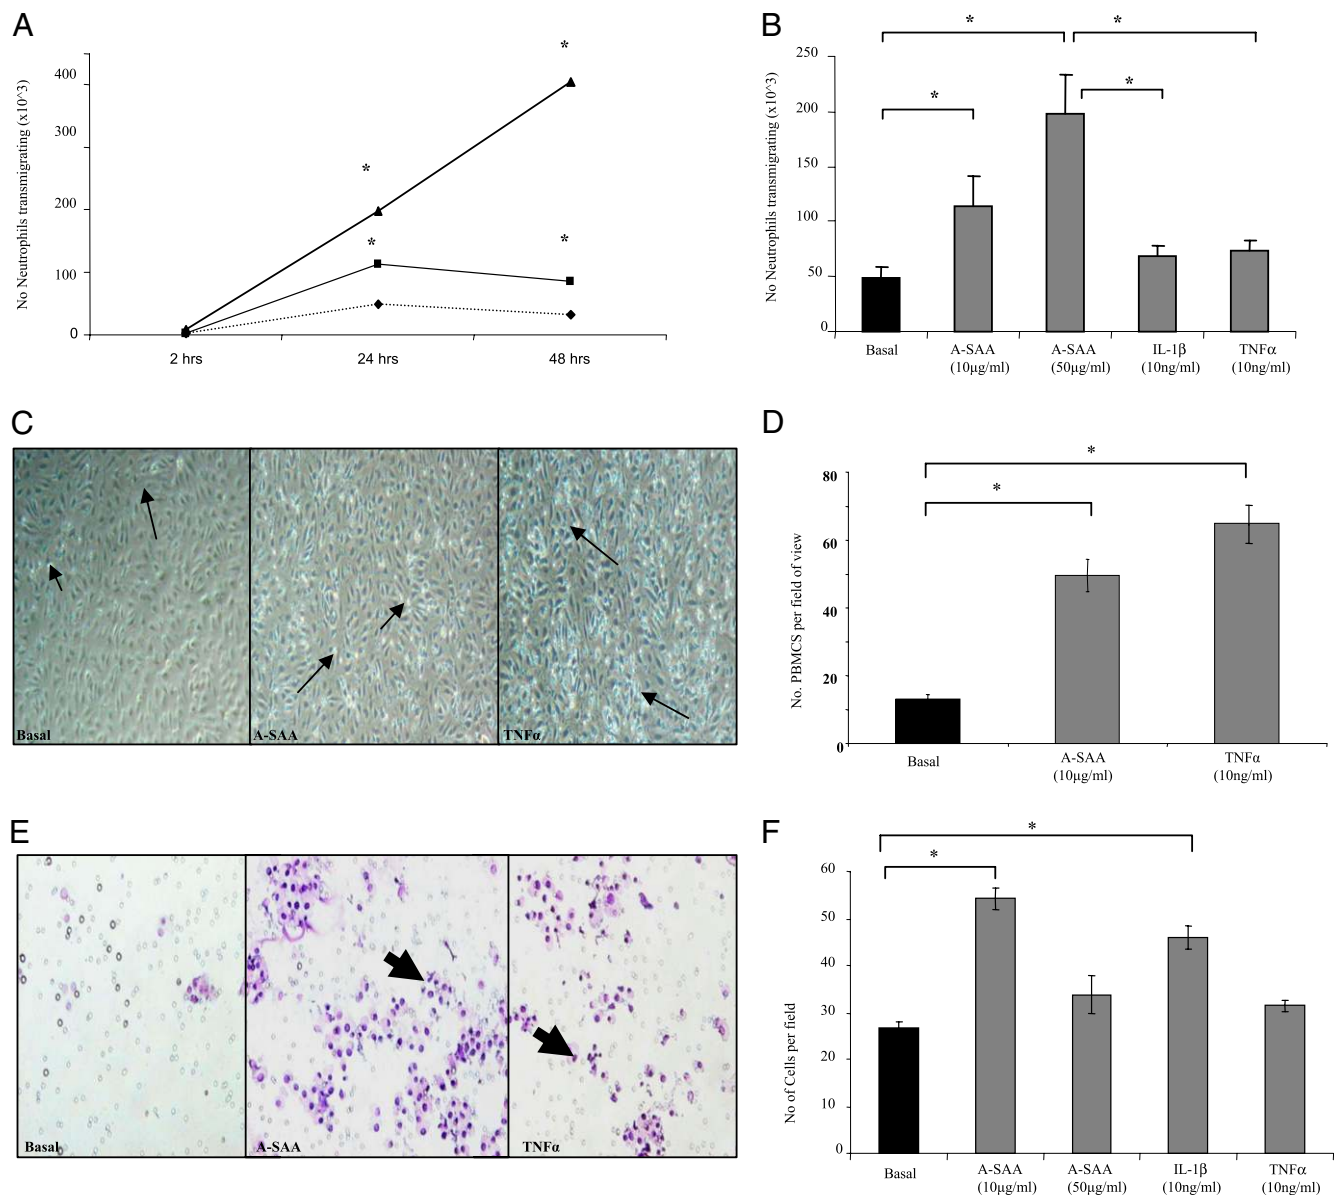 A
No Neutrophils transmigrating (x10^3)
400
300
200
100
0
*
*
*
*
2 hrs 24 hrs 48 hrs
B
No Neutrophils transmigrating (x10^3)
250
200
150
100
50
0
* *
* *
Basal A-SAA A-SAA IL-1β TNFα
(10μg/ml) (50μg/ml) (10ng/ml) (10ng/ml)
C
Basal A-SAA TNFα
D
No. PBMCS per field of view
80
60
40
20
0
*
*
Basal A-SAA TNFα
(10μg/ml) (10ng/ml)
E
Basal A-SAA TNFα
F
No of Cells per field
60
50
40
30
20
10
0
*
*
Basal A-SAA A-SAA IL-1β TNFα
(10μg/ml) (50μg/ml) (10ng/ml) (10ng/ml)